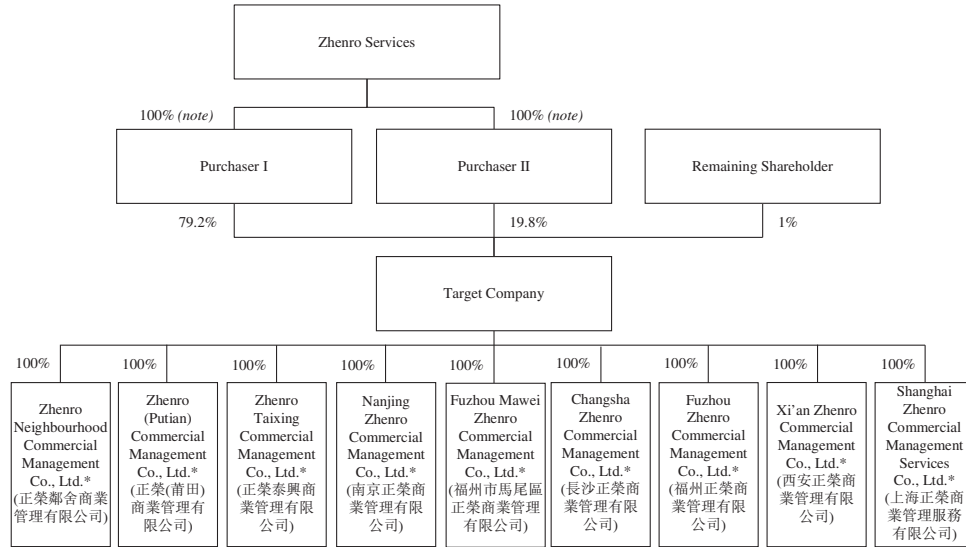 Zhenro Services
100% (note)
100% (note)
Purchaser I
Purchaser II
Remaining Shareholder
79.2%
19.8%
1%
Target Company
100%
100%
100%
100%
100%
100%
100%
100%
100%
Zhenro
Neighbourhood
Commercial
Management
Co., Ltd.*
(正榮鄰舍商業
管理有限公司)
Zhenro
(Putian)
Commercial
Management
Co., Ltd.*
(正榮(莆田)
商業管理有
限公司)
Zhenro
Taixing
Commercial
Management
Co., Ltd.*
(正榮泰興商
業管理有
限公司)
Nanjing
Zhenro
Commercial
Management
Co., Ltd.*
(南京正榮商
業管理有
限公司)
Fuzhou Mawei
Zhenro
Commercial
Management
Co., Ltd.*
(福州市馬尾區
正榮商業管理
有限公司)
Changsha
Zhenro
Commercial
Management
Co., Ltd.*
(長沙正榮商
業管理有
限公司)
Fuzhou
Zhenro
Commercial
Management
Co., Ltd.*
(福州正榮商
業管理有
限公司)
Xi'an Zhenro
Commercial
Management
Co., Ltd.*
(西安正榮商
業管理有限
公司)
Shanghai
Zhenro
Commercial
Management
Services
Co., Ltd.*
(上海正榮商
業管理服務
有限公司)